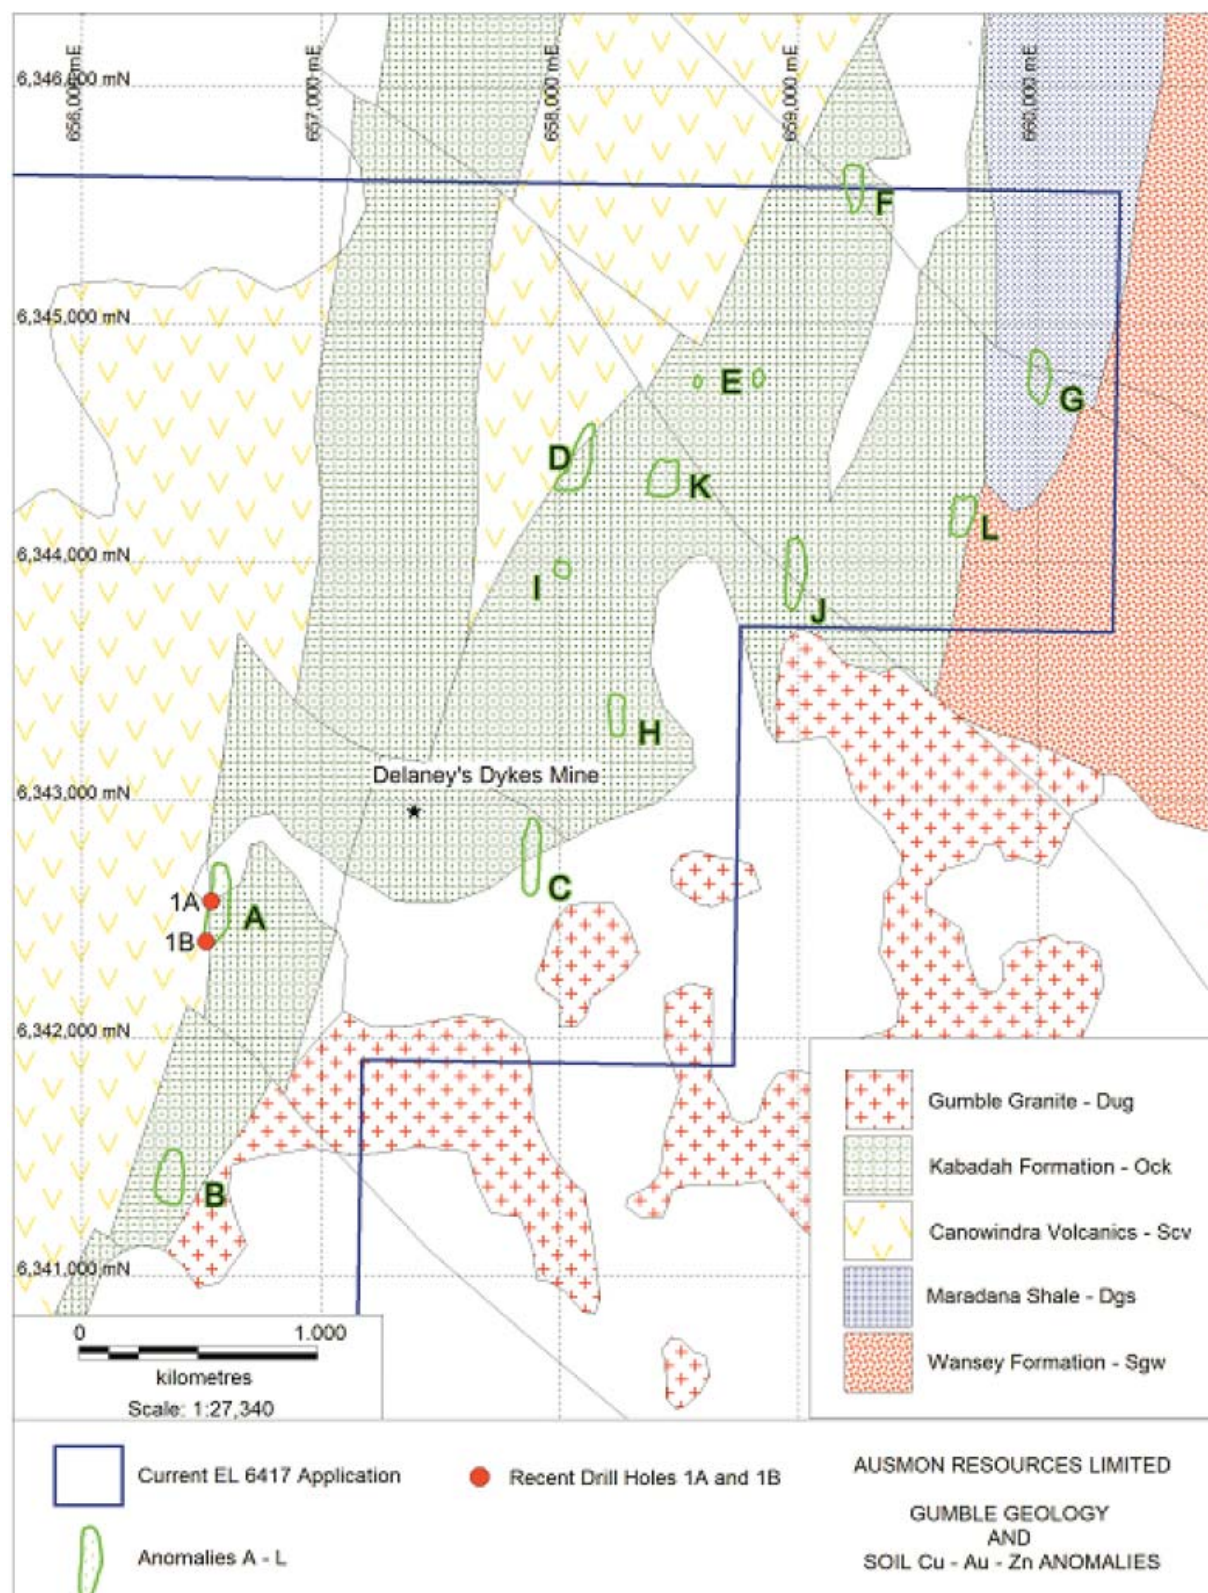 656,000 mE
657,000 mE
658,000 mE
659,000 mE
660,000 mE
6,346,000 mN
F
6,345,000 mN
E
G
D
K
L
6,344,000 mN
I
J
H
Delaney's Dykes Mine
6,343,000 mN
C
1A
A
1B
6,342,000 mN
B
6,341,000 mN
0 1.000
kilometres
Scale: 1:27,340
Gumble Granite - Dug
Kabadah Formation - Ock
Canowindra Volcanics - Scv
Maradana Shale - Dgs
Wansey Formation - Sgw
Current EL 6417 Application
Recent Drill Holes 1A and 1B
Anomalies A - L
AUSMON RESOURCES LIMITED
GUMBLE GEOLOGY
AND
SOIL Cu - Au - Zn ANOMALIES